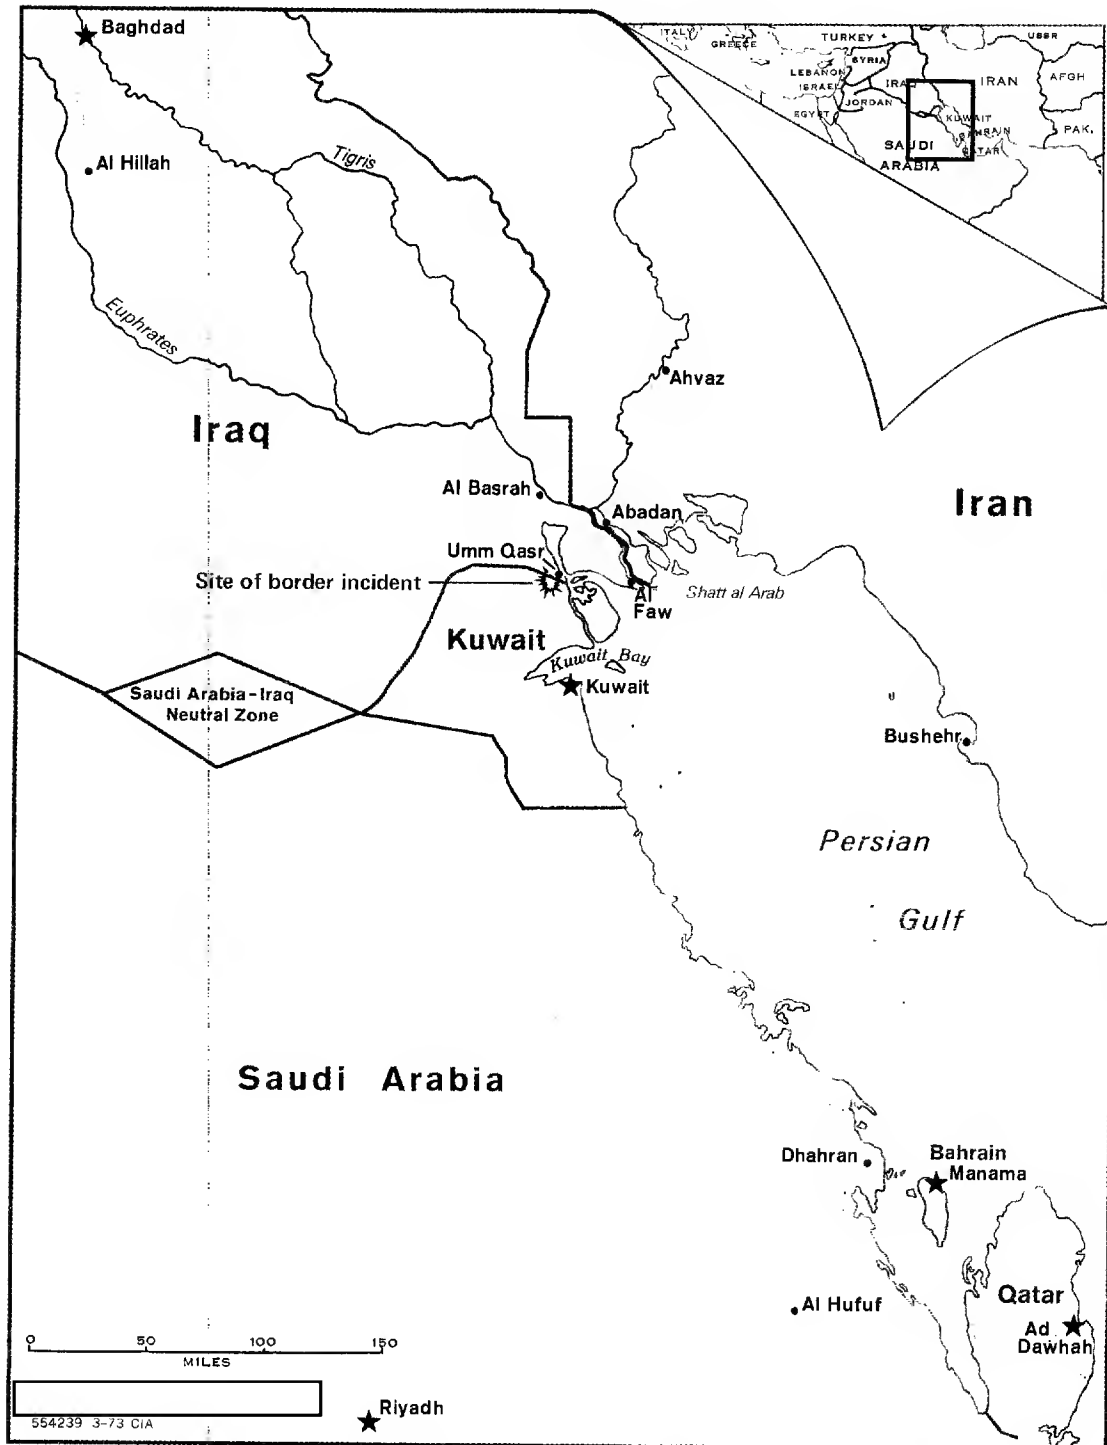 Baghdad
ITALY
GREECE
TURKEY
USSR
LEBANON
SYRIA
ISRAEL
IRAQ
IRAN
AFGH
JORDAN
EGYPT
KUWAIT
BAHRAIN
PAK.
SAUDI
QATAR
ARABIA
Al Hillah
Tigris
Euphrates
Ahvaz
Iraq
Al Basrah
Abadan
Iran
Umm Qasr
Site of border incident
Shatt al Arab
Al
Faw
Kuwait
Kuwait Bay
Kuwait
Saudi Arabia-Iraq
Neutral Zone
Bushehr
Persian
Gulf
Saudi Arabia
Dhahran
Bahrain
Manama
Al Hufuf
Qatar
Ad
Dawhah
0 50 100 150
MILES
Riyadh
554239 3-73 CIA